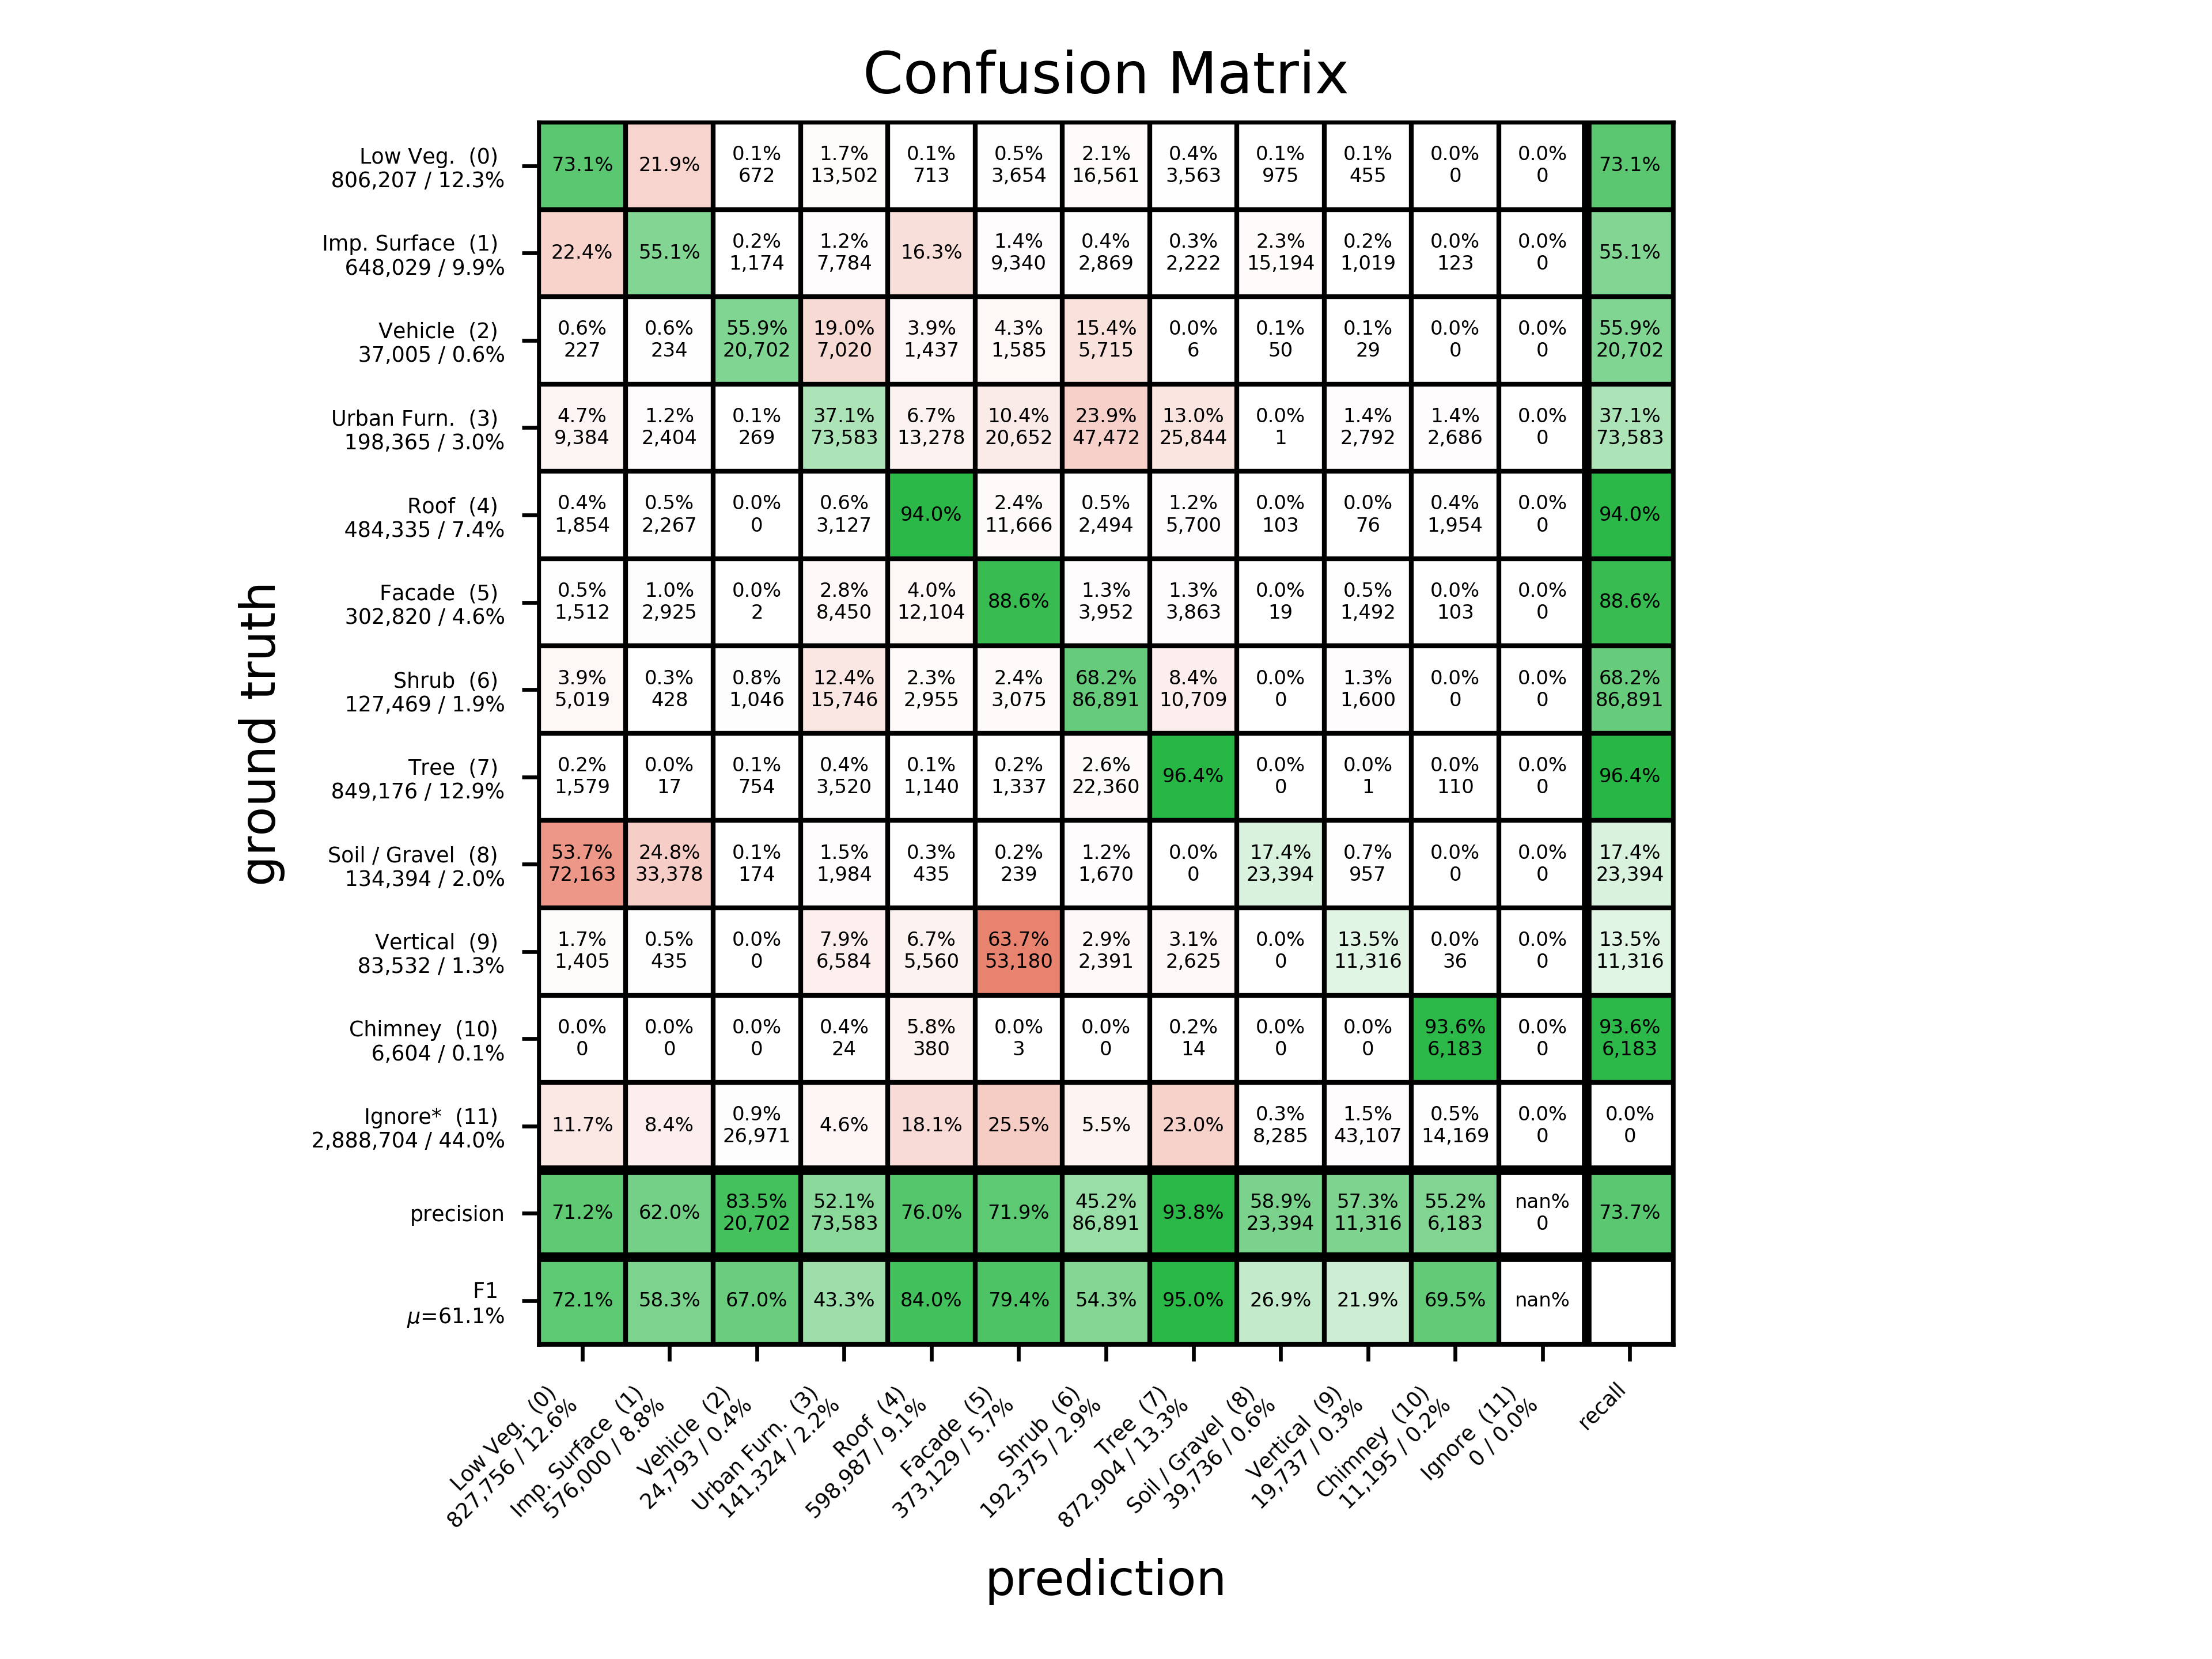 Confusion Matrix
ground truth
Low Veg. (0)
806,207 / 12.3%
73.1% 21.9% 0.1% 1.7% 0.1% 0.5% 2.1% 0.4% 0.1% 0.1% 0.0% 0.0% 73.1%
672 13,502 713 3,654 16,561 3,563 975 455 0 0
Imp. Surface (1)
648,029 / 9.9%
22.4% 55.1% 0.2% 1.2% 16.3% 1.4% 0.4% 0.3% 2.3% 0.2% 0.0% 0.0% 55.1%
1,174 7,784 9,340 2,869 2,222 15,194 1,019 123 0
Vehicle (2)
37,005 / 0.6%
0.6% 0.6% 55.9% 19.0% 3.9% 4.3% 15.4% 0.0% 0.1% 0.1% 0.0% 0.0% 55.9%
227 234 20,702 7,020 1,437 1,585 5,715 6 50 29 0 0 20,702
Urban Furn. (3)
198,365 / 3.0%
4.7% 1.2% 0.1% 37.1% 6.7% 10.4% 23.9% 13.0% 0.0% 1.4% 1.4% 0.0% 37.1%
9,384 2,404 269 73,583 13,278 20,652 47,472 25,844 1 2,792 2,686 0 73,583
Roof (4)
484,335 / 7.4%
0.4% 0.5% 0.0% 0.6% 94.0% 2.4% 0.5% 1.2% 0.0% 0.0% 0.4% 0.0% 94.0%
1,854 2,267 0 3,127 11,666 2,494 5,700 103 76 1,954 0
Facade (5)
302,820 / 4.6%
0.5% 1.0% 0.0% 2.8% 4.0% 88.6% 1.3% 1.3% 0.0% 0.5% 0.0% 0.0% 88.6%
1,512 2,925 2 8,450 12,104 3,952 3,863 19 1,492 103 0
Shrub (6)
127,469 / 1.9%
3.9% 0.3% 0.8% 12.4% 2.3% 2.4% 68.2% 8.4% 0.0% 1.3% 0.0% 0.0% 68.2%
5,019 428 1,046 15,746 2,955 3,075 86,891 10,709 0 1,600 0 0 86,891
Tree (7)
849,176 / 12.9%
0.2% 0.0% 0.1% 0.4% 0.1% 0.2% 2.6% 96.4% 0.0% 0.0% 0.0% 0.0% 96.4%
1,579 17 754 3,520 1,140 1,337 22,360 0 1 110 0
Soil / Gravel (8)
134,394 / 2.0%
53.7% 24.8% 0.1% 1.5% 0.3% 0.2% 1.2% 0.0% 17.4% 0.7% 0.0% 0.0% 17.4%
72,163 33,378 174 1,984 435 239 1,670 0 23,394 957 0 0 23,394
Vertical (9)
83,532 / 1.3%
1.7% 0.5% 0.0% 7.9% 6.7% 63.7% 2.9% 3.1% 0.0% 13.5% 0.0% 0.0% 13.5%
1,405 435 0 6,584 5,560 53,180 2,391 2,625 0 11,316 36 0 11,316
Chimney (10)
6,604 / 0.1%
0.0% 0.0% 0.0% 0.4% 5.8% 0.0% 0.0% 0.2% 0.0% 0.0% 93.6% 0.0% 93.6%
0 0 0 24 380 3 0 14 0 0 6,183 0 6,183
Ignore* (11)
2,888,704 / 44.0%
11.7% 8.4% 0.9% 4.6% 18.1% 25.5% 5.5% 23.0% 0.3% 1.5% 0.5% 0.0% 0.0%
26,971 8,285 43,107 14,169 0 0
precision
71.2% 62.0% 83.5% 52.1% 76.0% 71.9% 45.2% 93.8% 58.9% 57.3% 55.2% nan% 73.7%
20,702 73,583 86,891 23,394 11,316 6,183 0
F1
μ=61.1%
72.1% 58.3% 67.0% 43.3% 84.0% 79.4% 54.3% 95.0% 26.9% 21.9% 69.5% nan%
Low Veg. (0)
827,756 / 12.6%
Imp. Surface (1)
576,000 / 8.8%
Vehicle (2)
24,793 / 0.4%
Urban Furn. (3)
141,324 / 2.2%
Roof (4)
598,987 / 9.1%
Facade (5)
373,129 / 5.7%
Shrub (6)
192,375 / 2.9%
Tree (7)
872,904 / 13.3%
Soil / Gravel (8)
39,736 / 0.6%
Vertical (9)
19,737 / 0.3%
Chimney (10)
11,195 / 0.2%
Ignore (11)
0 / 0.0%
recall
prediction